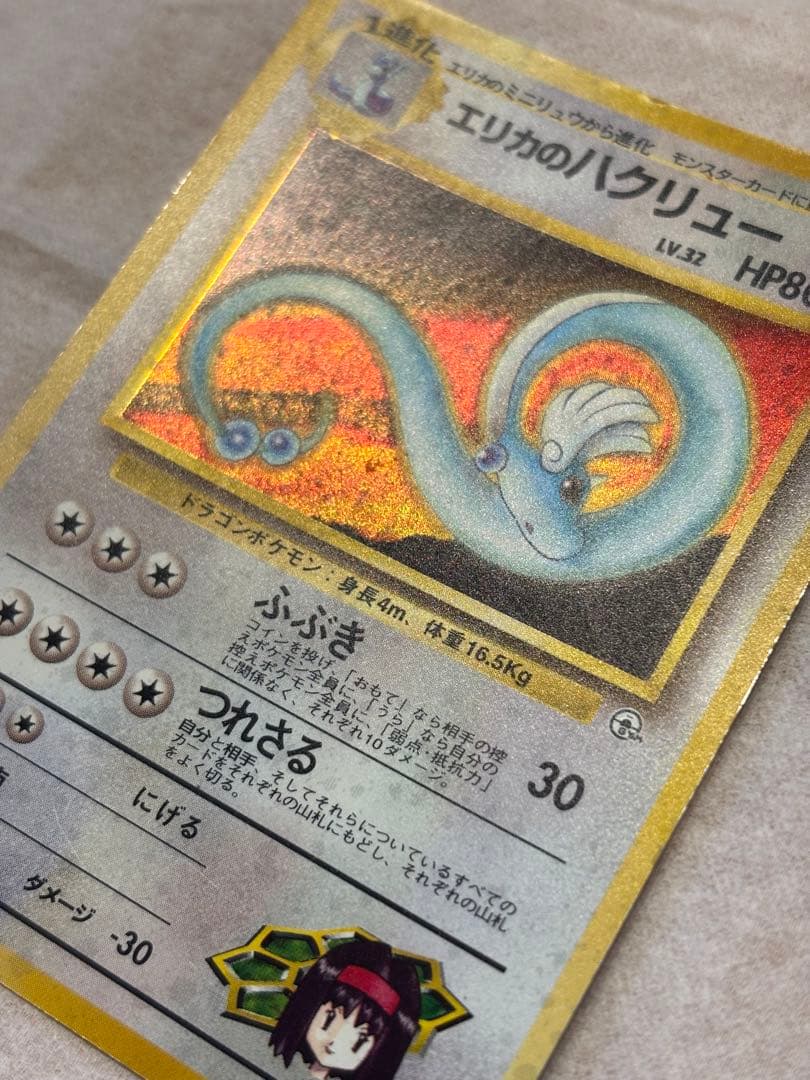 1進化
エリカのミニリュウから進化 モンスターカードに
エリカのハクリュー
LV.32 HP80
ドラゴンポケモン：身長4m、体重16.5Kg
ふぶき
コインを投げ、「おもて」なら相手の控
えポケモン全員に、「うら」なら自分の
控えポケモン全員に、「弱点・抵抗力」
に関係なく、それぞれ10ダメージ。
30
つれさる
自分と相手、そしてそれらについているすべての
カードをそれぞれの山札にもどし、それぞれの山札
をよく切る。
にげる
ダメージ -30